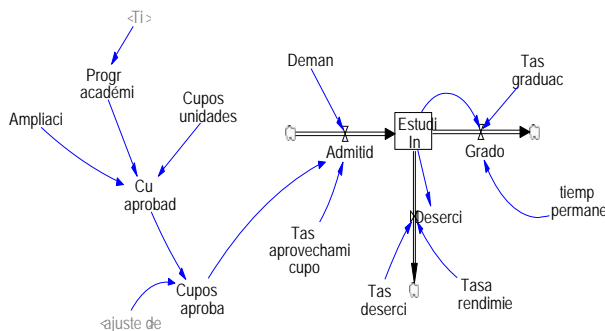 <Ti>
Progr
académi
Ampliaci
Cupos
unidades
Cu
aprobad
Cupos
aproba
<ajuste de
Deman
Admitid
Tas
aprovechami
cupo
Estudi
In
Tas
graduac
Grado
tiemp
permane
Deserci
Tas
deserci
Tasa
rendimie